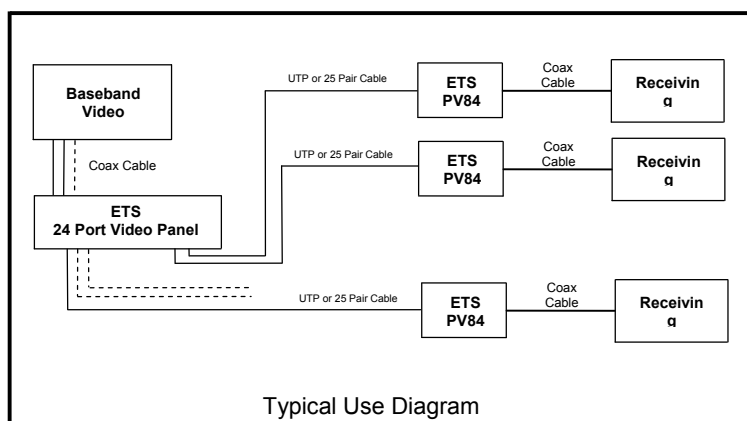 Baseband
Video
Coax Cable
ETS
24 Port Video Panel
UTP or 25 Pair Cable
ETS
PV84
Coax
Cable
Receivin
g
UTP or 25 Pair Cable
ETS
PV84
Coax
Cable
Receivin
g
UTP or 25 Pair Cable
ETS
PV84
Coax
Cable
Receivin
g
Typical Use Diagram